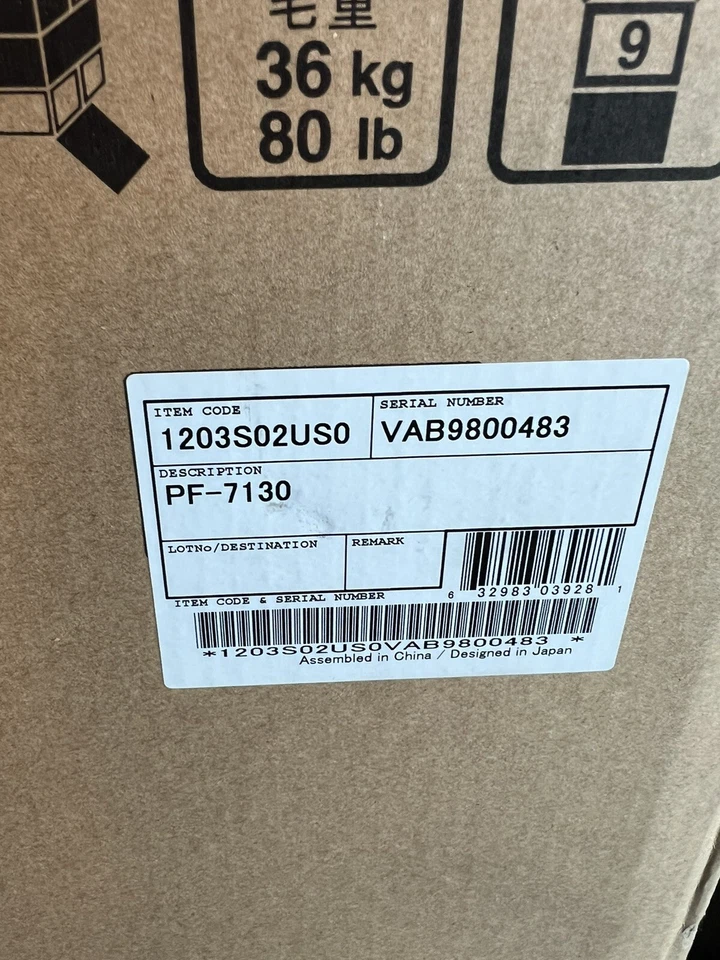 毛重
36 kg
80 lb
9
ITEM CODE
1203S02US0
SERIAL NUMBER
VAB9800483
DESCRIPTION
PF-7130
LOTNo/DESTINATION
REMARK
6 32983 03928 1
ITEM CODE & SERIAL NUMBER
*1203S02US0VAB9800483 *
Assembled in China / Designed in Japan